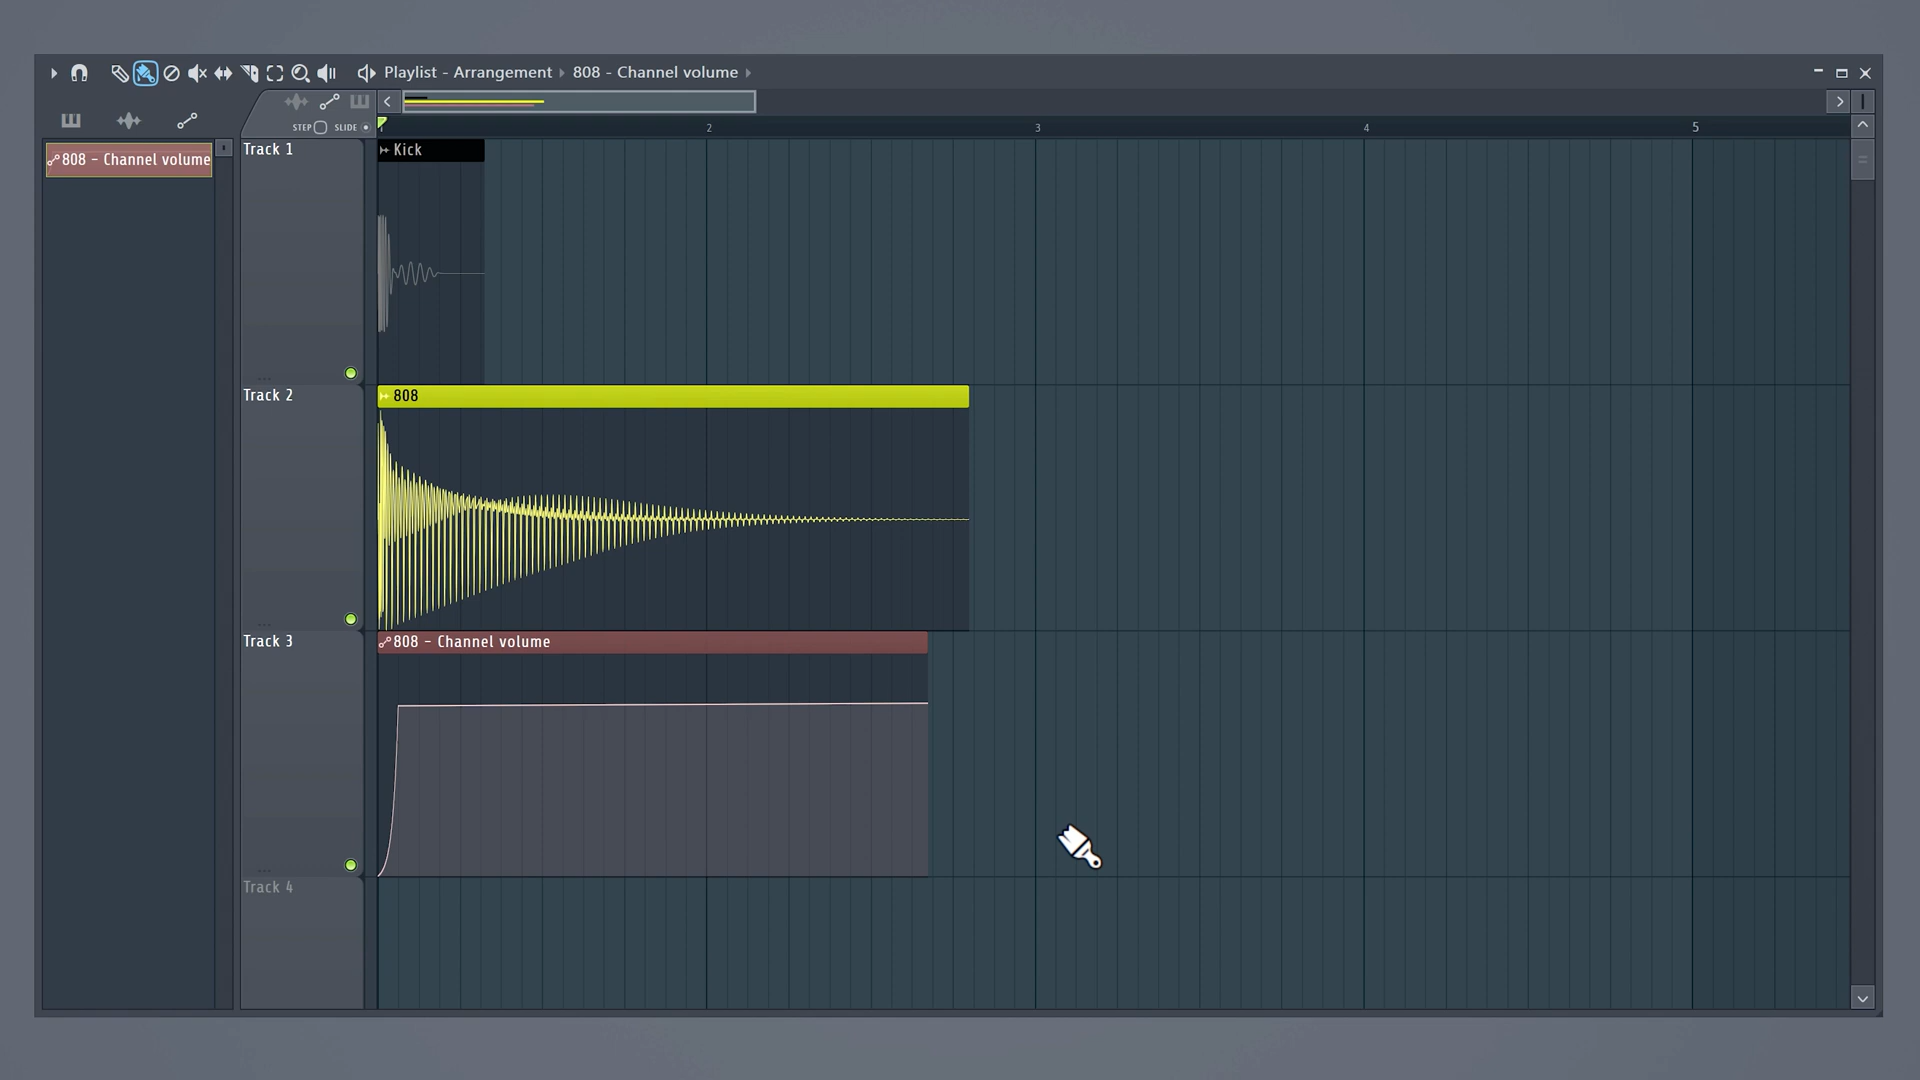 Playlist - Arrangement 808 - Channel volume
STEP SLIDE
1 2 3 4 5
808 - Channel volume
Track 1
Kick
Track 2
808
Track 3
808 - Channel volume
Track 4